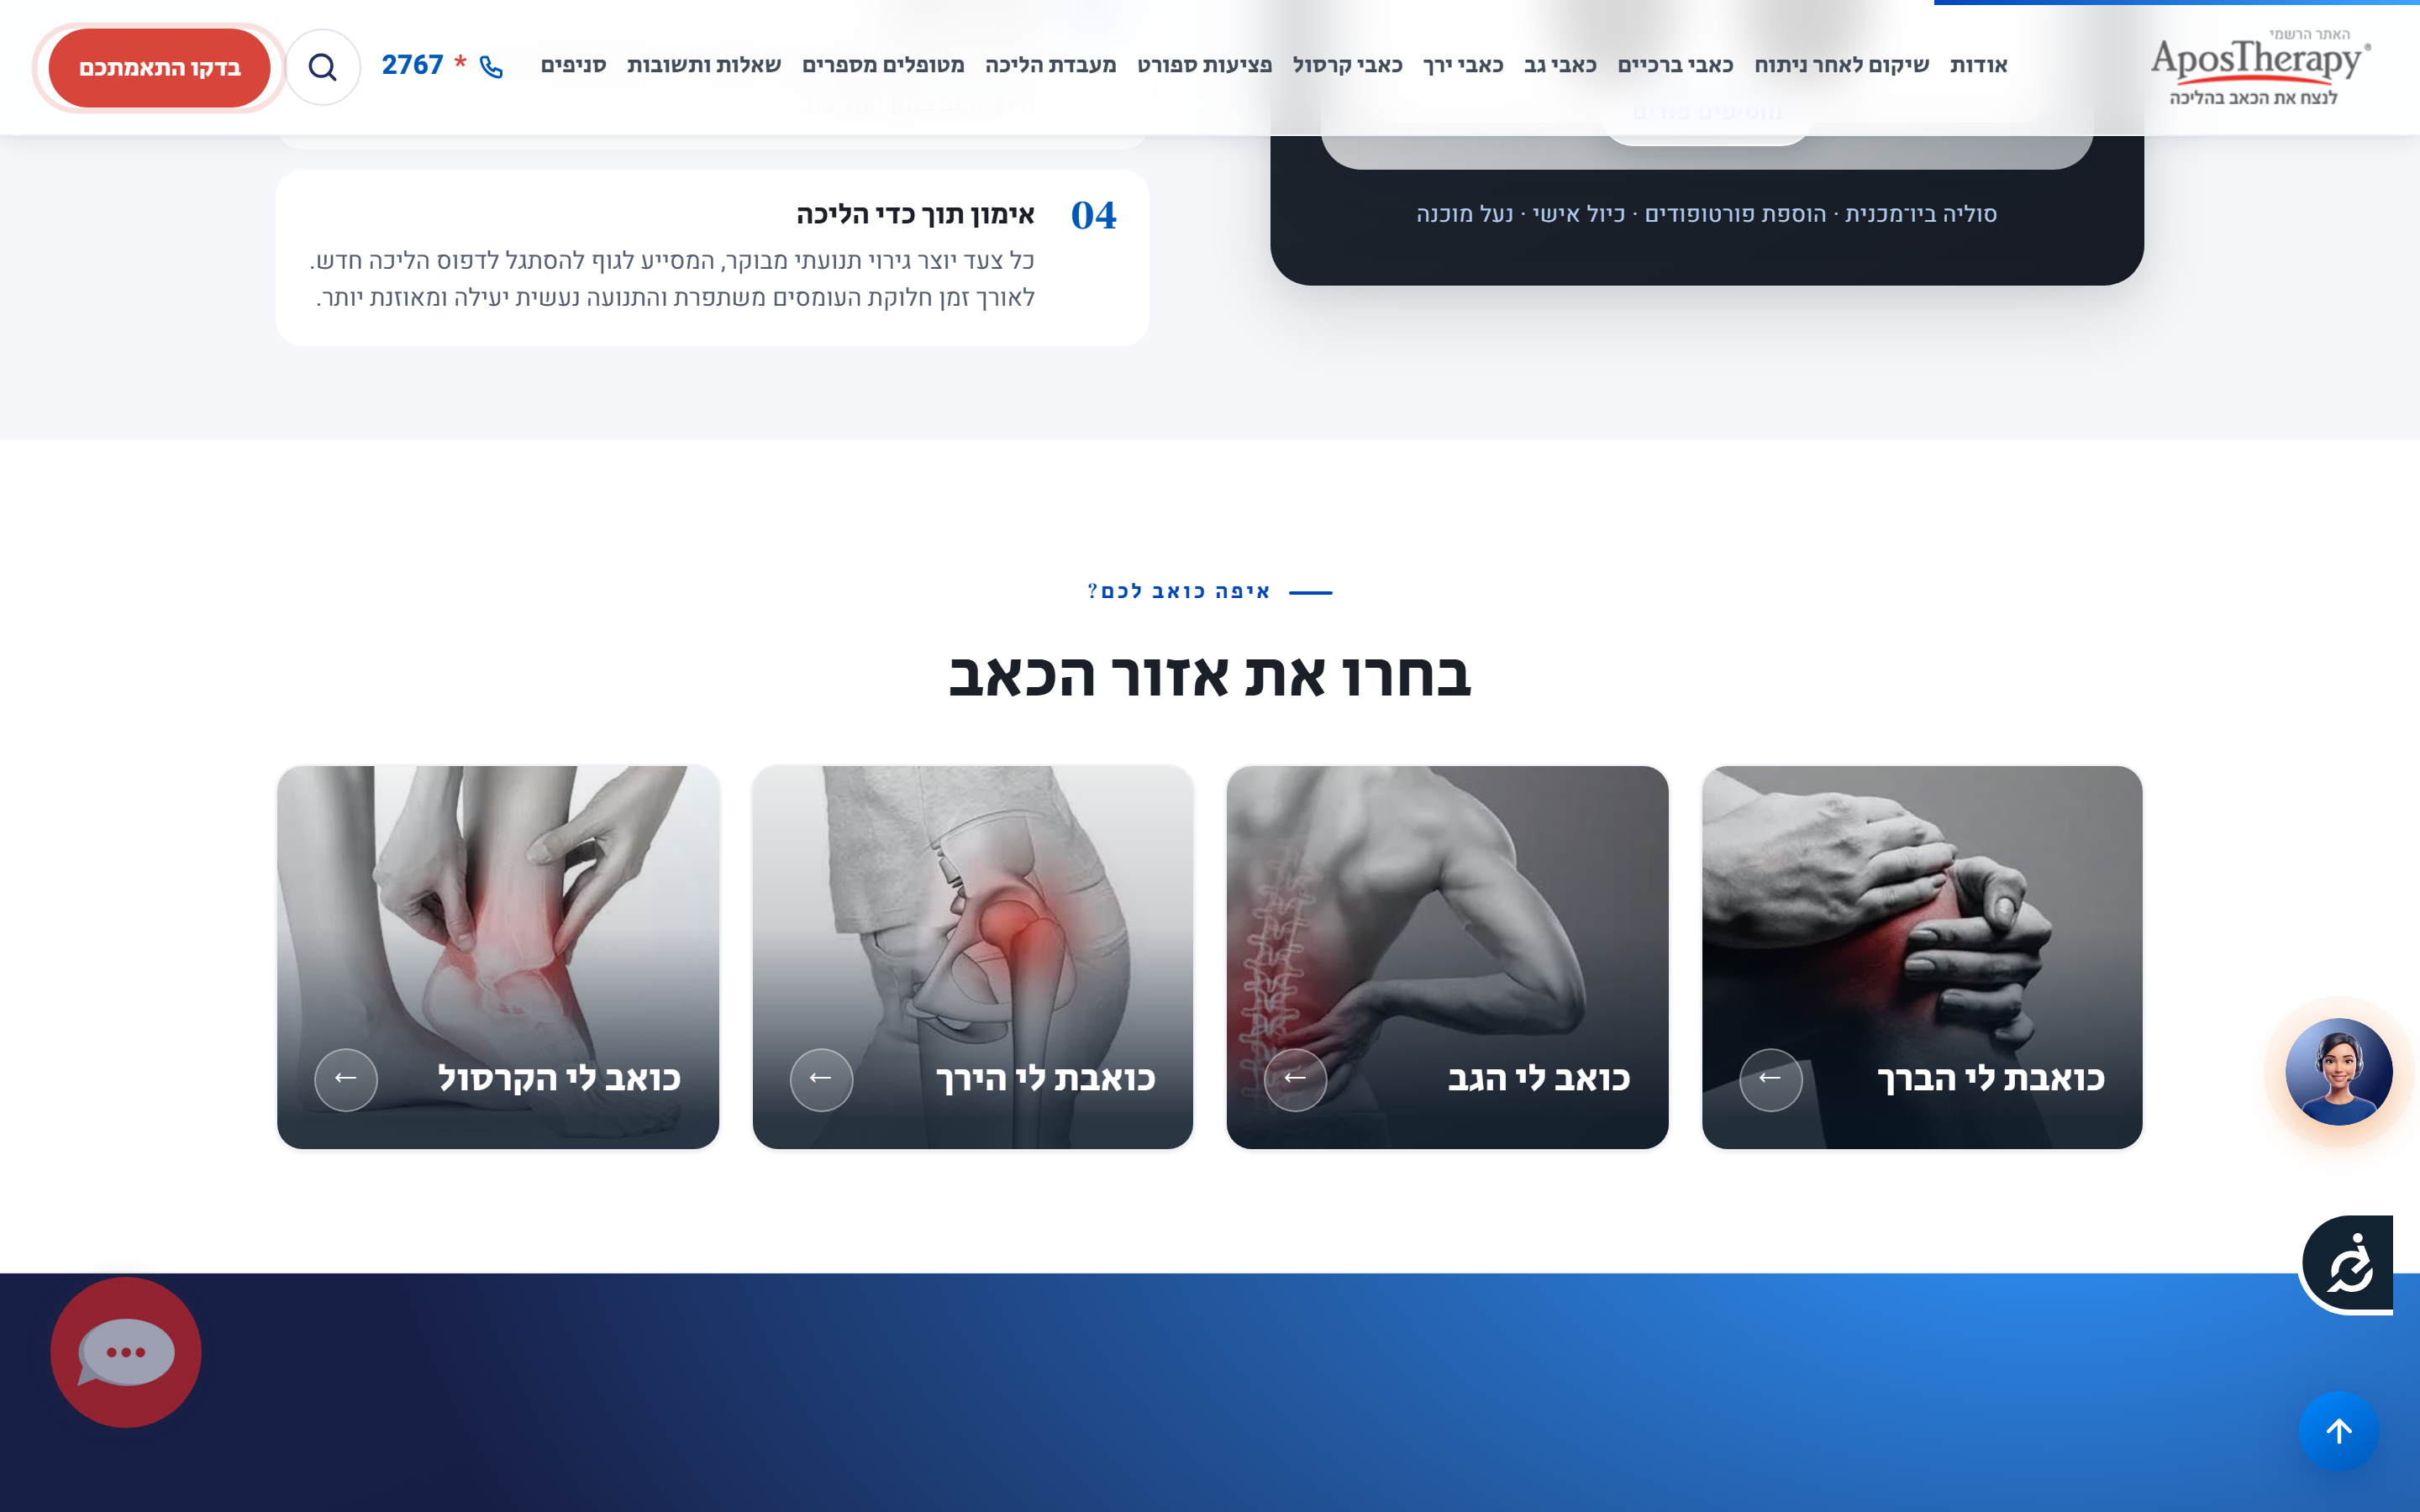 האתר הרשמי
AposTherapy®
לנצח את הכאב בהליכה
אודות שיקום לאחר ניתוח כאבי ברכיים כאבי גב כאבי ירך כאבי קרסול פציעות ספורט מעבדת הליכה מטופלים מספרים שאלות ותשובות סניפים
* 2767
בדקו התאמתכם
מוסיפים פודים
סוליה ביו־מכנית · הוספת פורטופודים · כיול אישי · נעל מוכנה
04
אימון תוך כדי הליכה
כל צעד יוצר גירוי תנועתי מבוקר, המסייע לגוף להסתגל לדפוס הליכה חדש.
לאורך זמן חלוקת העומסים משתפרת והתנועה נעשית יעילה ומאוזנת יותר.
איפה כואב לכם?
בחרו את אזור הכאב
כואבת לי הברך ←
כואב לי הגב ←
כואבת לי הירך ←
כואב לי הקרסול ←